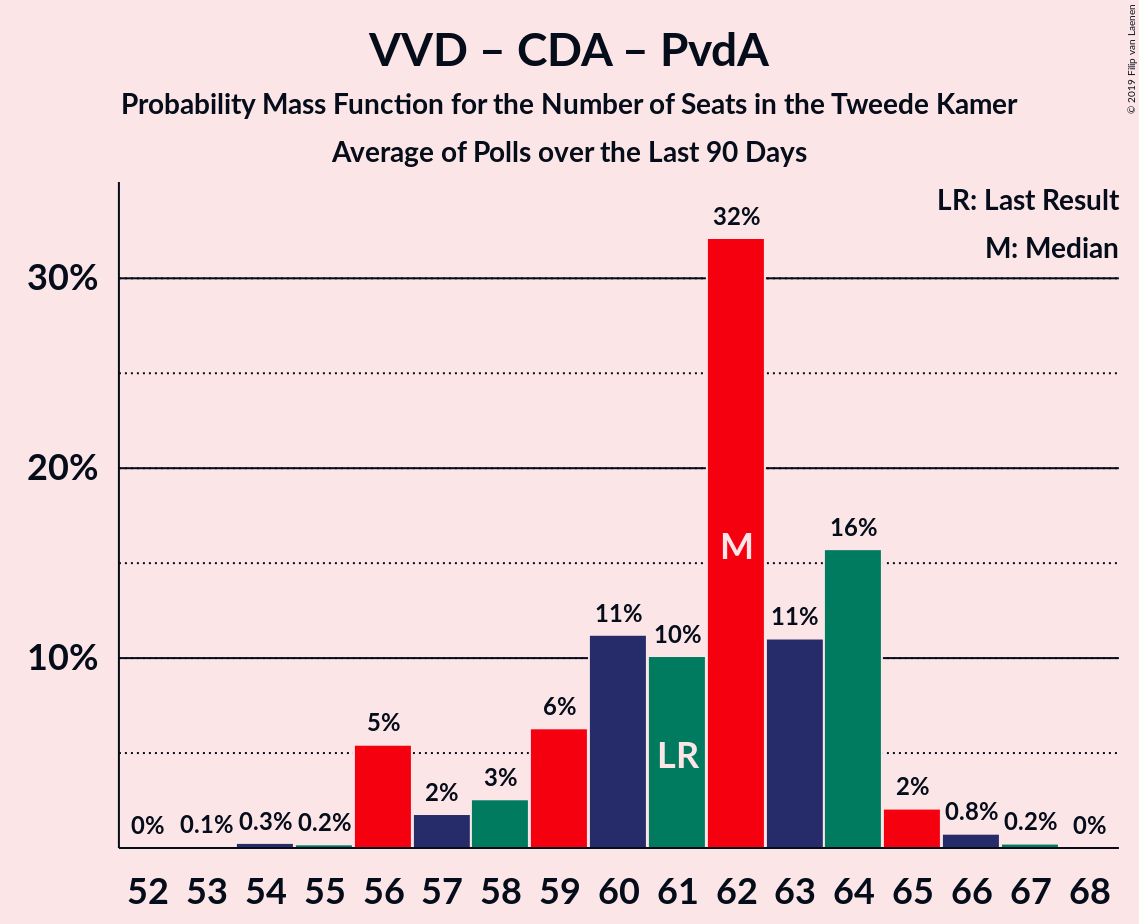 VVD – CDA – PvdA
Probability Mass Function for the Number of Seats in the Tweede Kamer
Average of Polls over the Last 90 Days
© 2019 Filip van Laenen
LR: Last Result
M: Median
30%
20%
10%
0%
0.1%
0.3%
0.2%
5%
2%
3%
6%
11%
10%
32%
11%
16%
2%
0.8%
0.2%
0%
M
LR
52 53 54 55 56 57 58 59 60 61 62 63 64 65 66 67 68